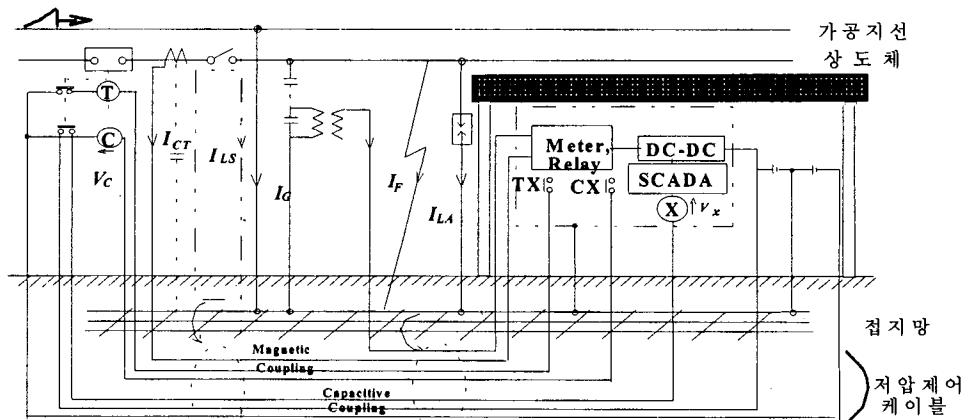 가공지선
상도체
T
C
V_C
I_CT
I_LS
I_G
I_F
I_LA
Meter,
Relay
DC-DC
SCADA
TX
CX
X
V_x
접지망
Magnetic
Coupling
Capacitive
Coupling
저압제어
케이블